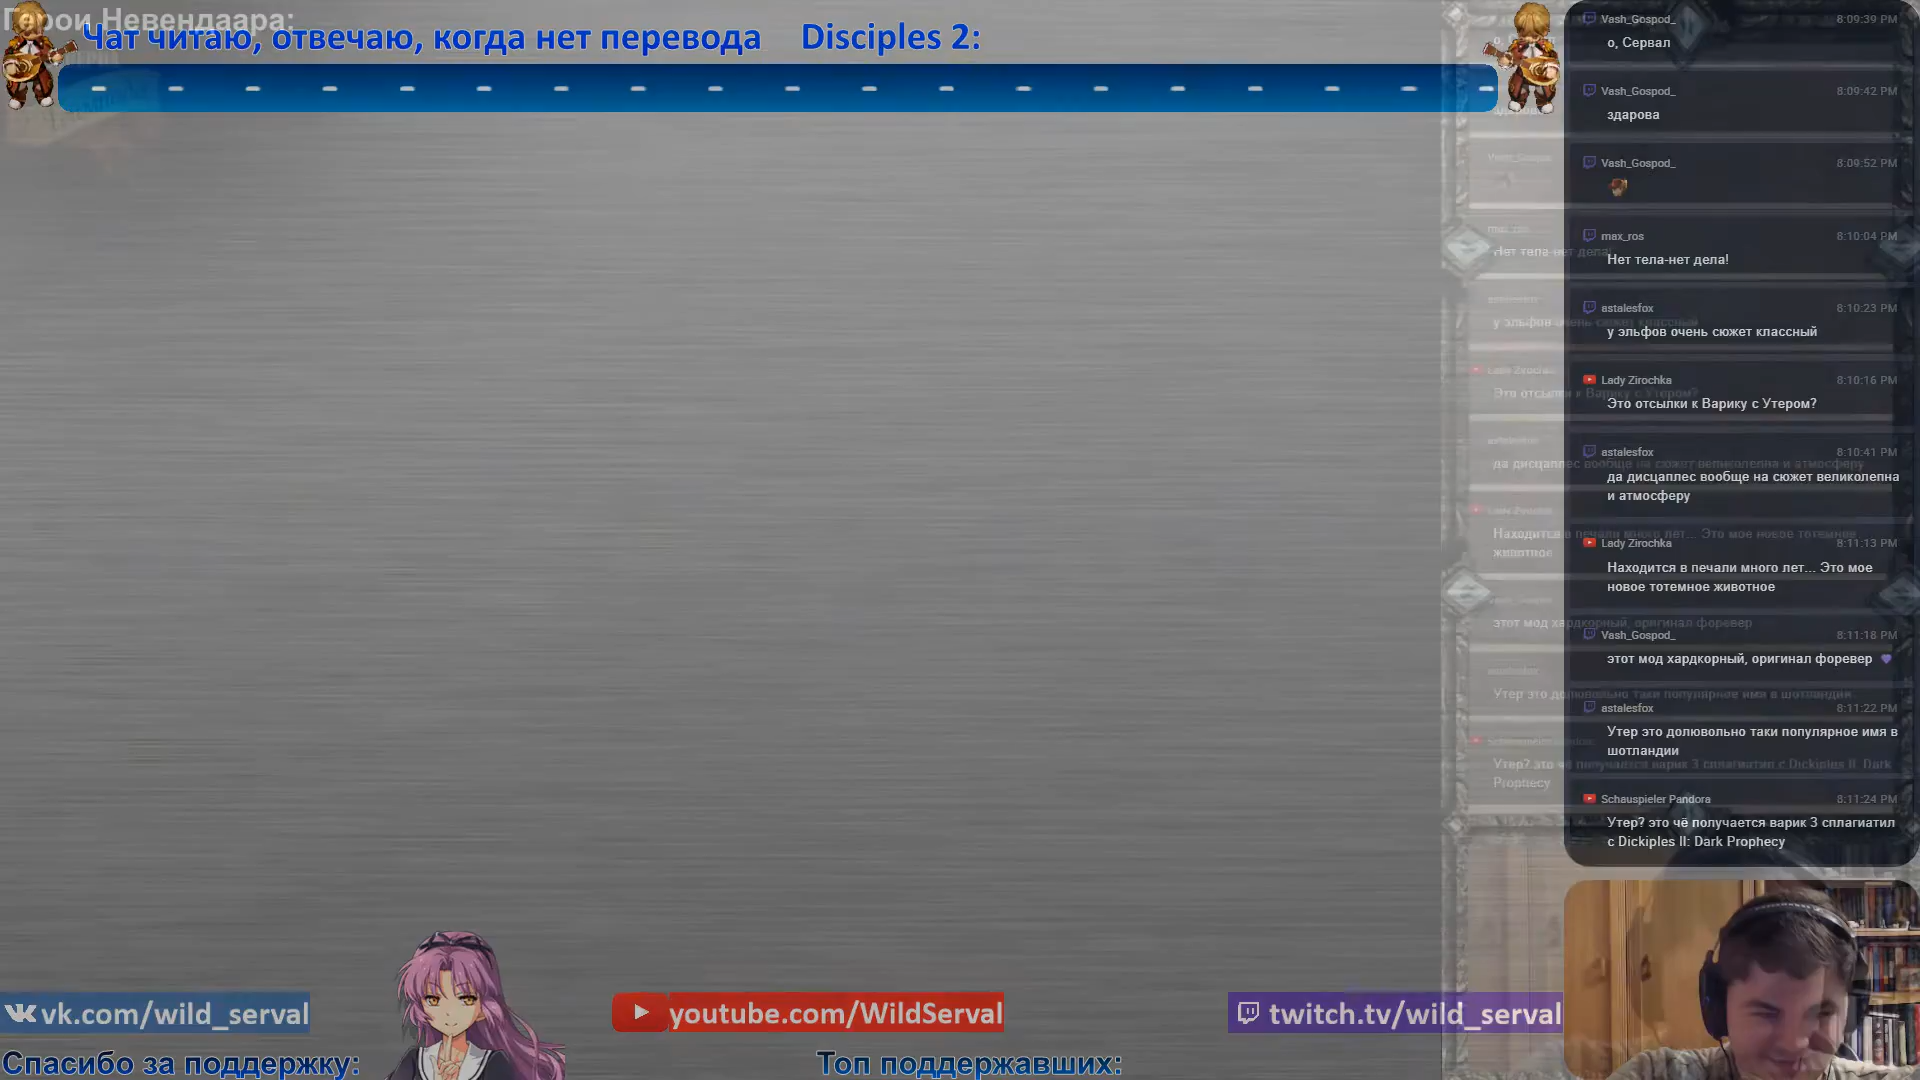 Герои Невендаара:
Чат читаю, отвечаю, когда нет перевода Disciples 2:
- - - - - - - - - - - - - - - - - - -
Vash_Gospod_ 8:09:39 PM
о, Сервал
Vash_Gospod_ 8:09:42 PM
здарова
Vash_Gospod_ 8:09:52 PM
max_ros 8:10:04 PM
Нет тела-нет дела!
astalesfox 8:10:23 PM
у эльфов очень сюжет классный
Lady Zirochka 8:10:16 PM
Это отсылки к Варику с Утером?
astalesfox 8:10:41 PM
да дисцаплес вообще на сюжет великолепна
и атмосферу
Lady Zirochka 8:11:13 PM
Находится в печали много лет... Это мое
новое тотемное животное
Vash_Gospod_ 8:11:18 PM
этот мод хардкорный, оригинал форевер
astalesfox 8:11:22 PM
Утер это долювольно таки популярное имя в
шотландии
Schauspieler Pandora 8:11:24 PM
Утер? это чё получается варик 3 сплагиатил
с Dickiples II: Dark Prophecy
vk.com/wild_serval
youtube.com/WildServal
twitch.tv/wild_serval
Спасибо за поддержку:
Топ поддержавших: